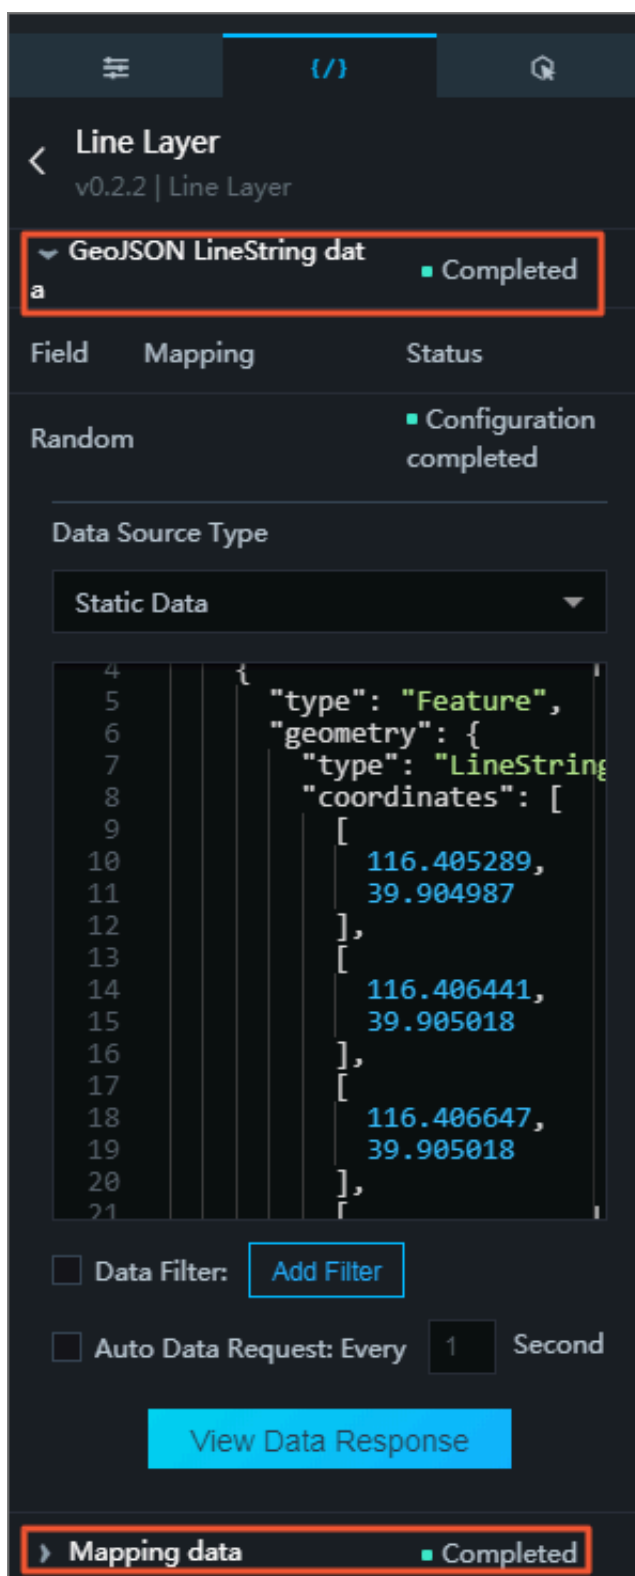 {/}
Line Layer
v0.2.2 | Line Layer
GeoJSON LineString dat
a
Completed
Field Mapping Status
Random
Configuration
completed
Data Source Type
Static Data
4 {
5 "type": "Feature",
6 "geometry": {
7 "type": "LineString
8 "coordinates": [
9 [
10 116.405289,
11 39.904987
12 ],
13 [
14 116.406441,
15 39.905018
16 ],
17 [
18 116.406647,
19 39.905018
20 ],
21 [
Data Filter: Add Filter
Auto Data Request: Every 1 Second
View Data Response
Mapping data Completed